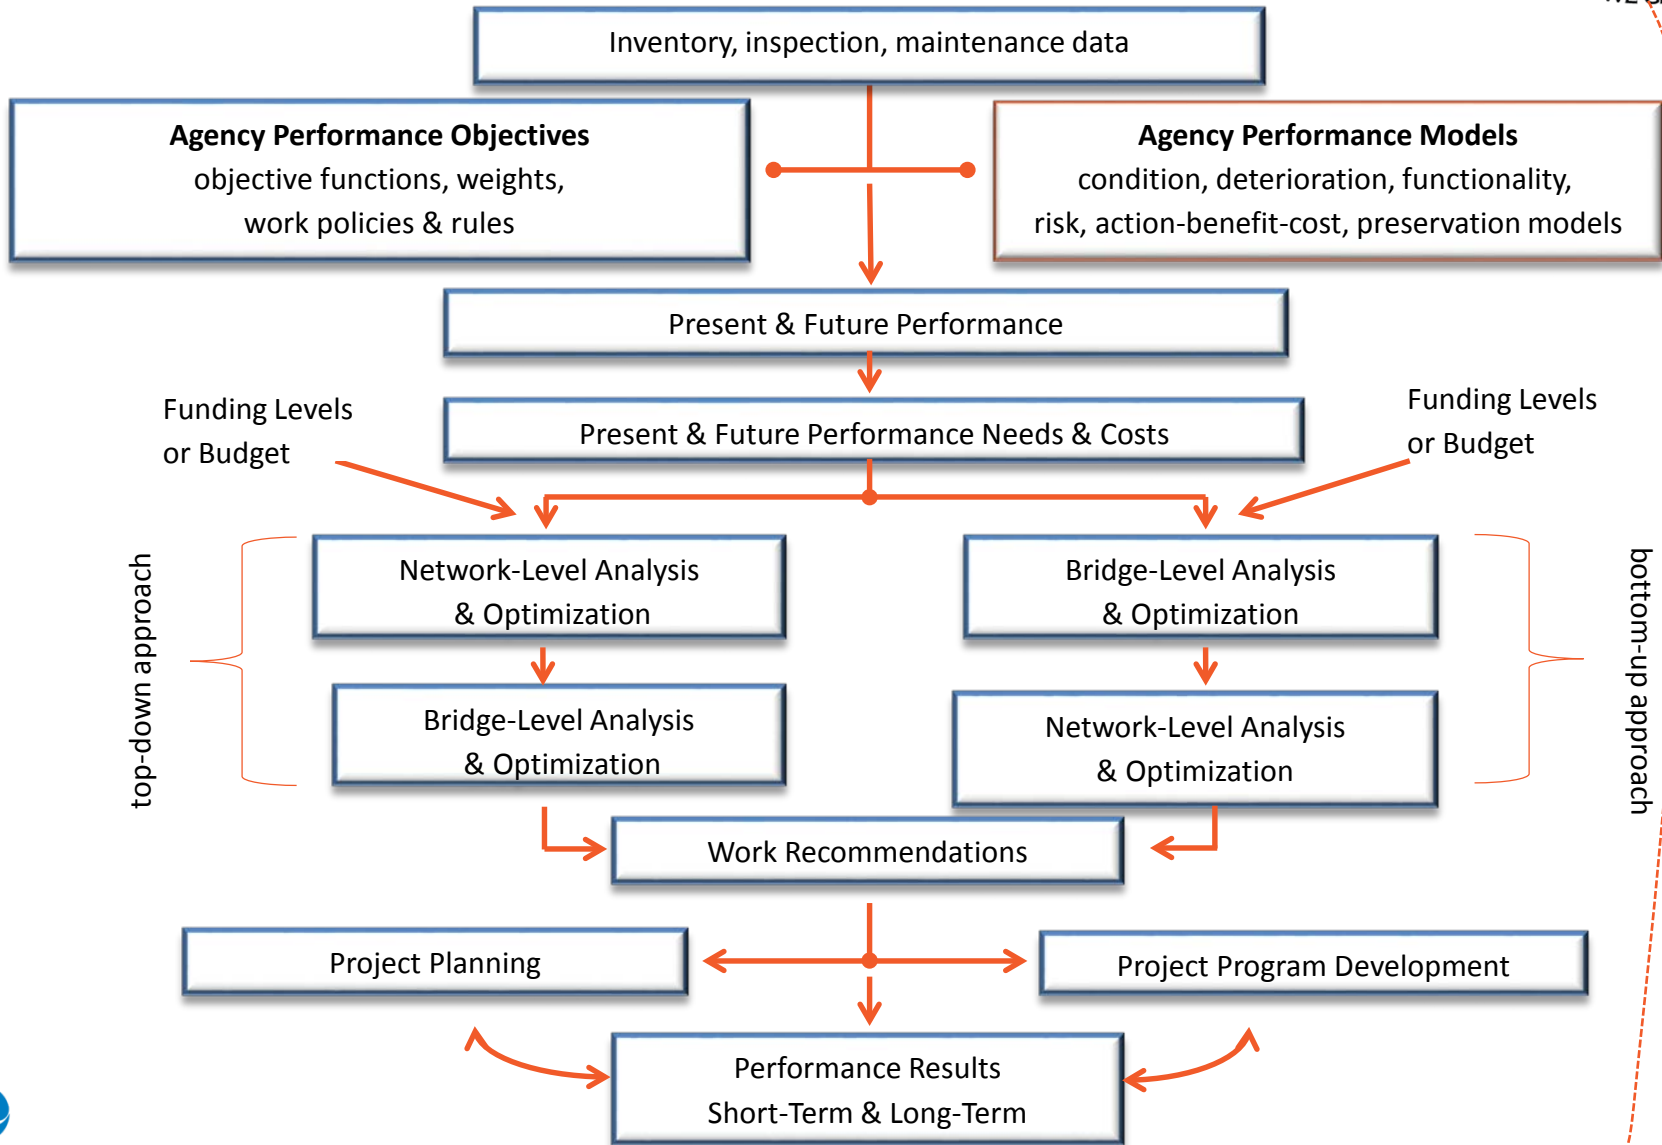 Inventory, inspection, maintenance data
Agency Performance Objectives
objective functions, weights,
work policies & rules
Agency Performance Models
condition, deterioration, functionality,
risk, action-benefit-cost, preservation models
Present & Future Performance
Funding Levels
or Budget
Present & Future Performance Needs & Costs
Funding Levels
or Budget
top-down approach
Network-Level Analysis
& Optimization
Bridge-Level Analysis
& Optimization
Bridge-Level Analysis
& Optimization
Network-Level Analysis
& Optimization
bottom-up approach
Work Recommendations
Project Planning
Project Program Development
Performance Results
Short-Term & Long-Term